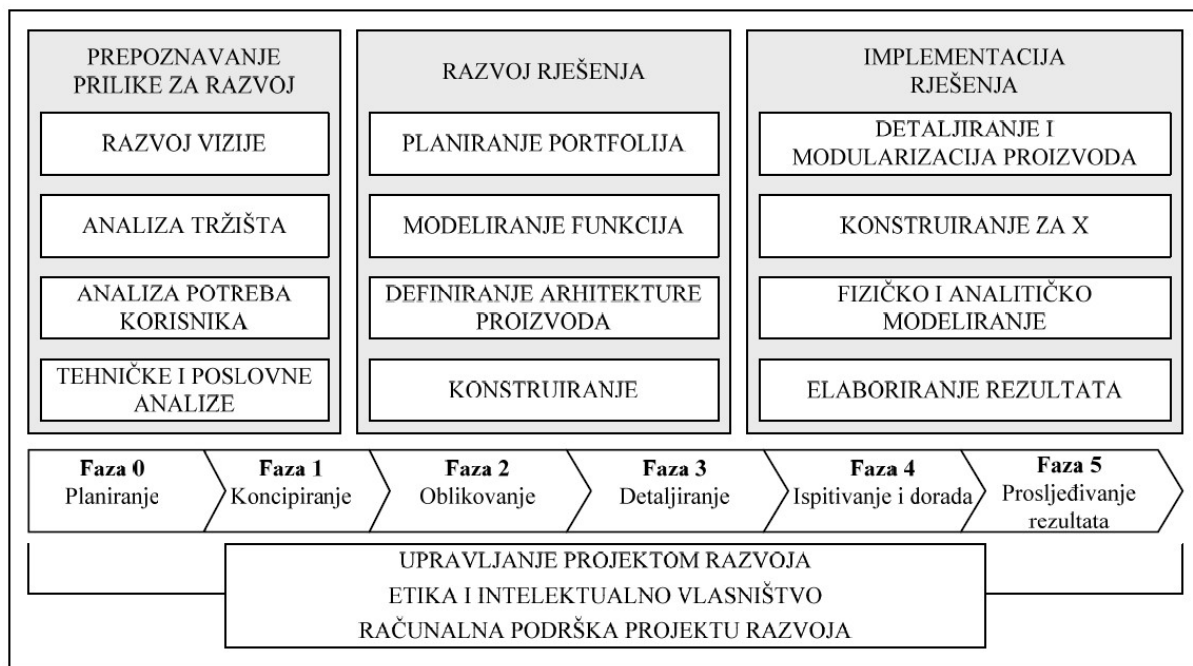 PREPOZNAVANJE
PRILIKE ZA RAZVOJ
RAZVOJ VIZIJE
ANALIZA TRŽIŠTA
ANALIZA POTREBA
KORISNIKA
TEHNIČKE I POSLOVNE
ANALIZE
RAZVOJ RJEŠENJA
PLANIRANJE PORTFOLIJA
MODELIRANJE FUNKCIJA
DEFINIRANJE ARHITEKTURE
PROIZVODA
KONSTRUIRANJE
IMPLEMENTACIJA
RJEŠENJA
DETALJIRANJE I
MODULARIZACIJA PROIZVODA
KONSTRUIRANJE ZA X
FIZIČKO I ANALITIČKO
MODELIRANJE
ELABORIRANJE REZULTATA
Faza 0
Planiranje
Faza 1
Koncipiranje
Faza 2
Oblikovanje
Faza 3
Detaljiranje
Faza 4
Ispitivanje i dorada
Faza 5
Prosljeđivanje
rezultata
UPRAVLJANJE PROJEKTOM RAZVOJA
ETIKA I INTELEKTUALNO VLASNIŠTVO
RAČUNALNA PODRŠKA PROJEKTU RAZVOJA